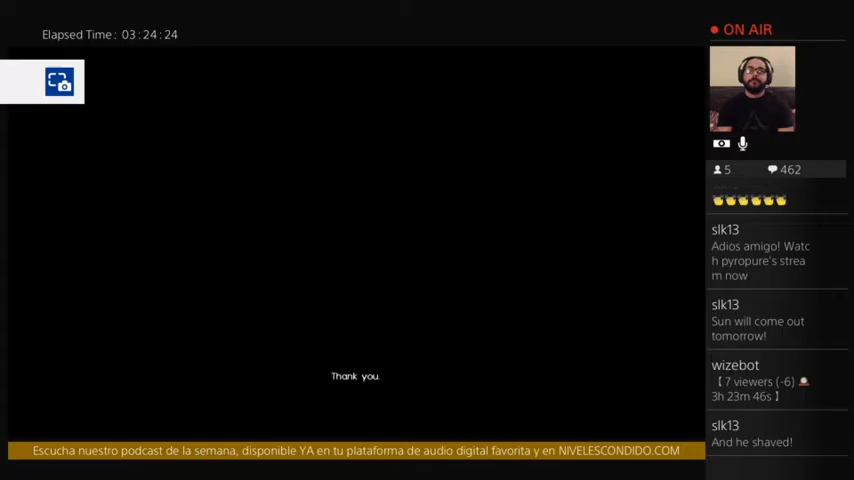 Elapsed Time: 03:24:24
ON AIR
5 462
slk13
Adios amigo! Watc
h pyropure's strea
m now
slk13
Sun will come out
tomorrow!
wizebot
【 7 viewers (-6)
3h 23m 46s 】
slk13
And he shaved!
Thank you.
Escucha nuestro podcast de la semana, disponible YA en tu plataforma de audio digital favorita y en NIVELESCONDIDO.COM